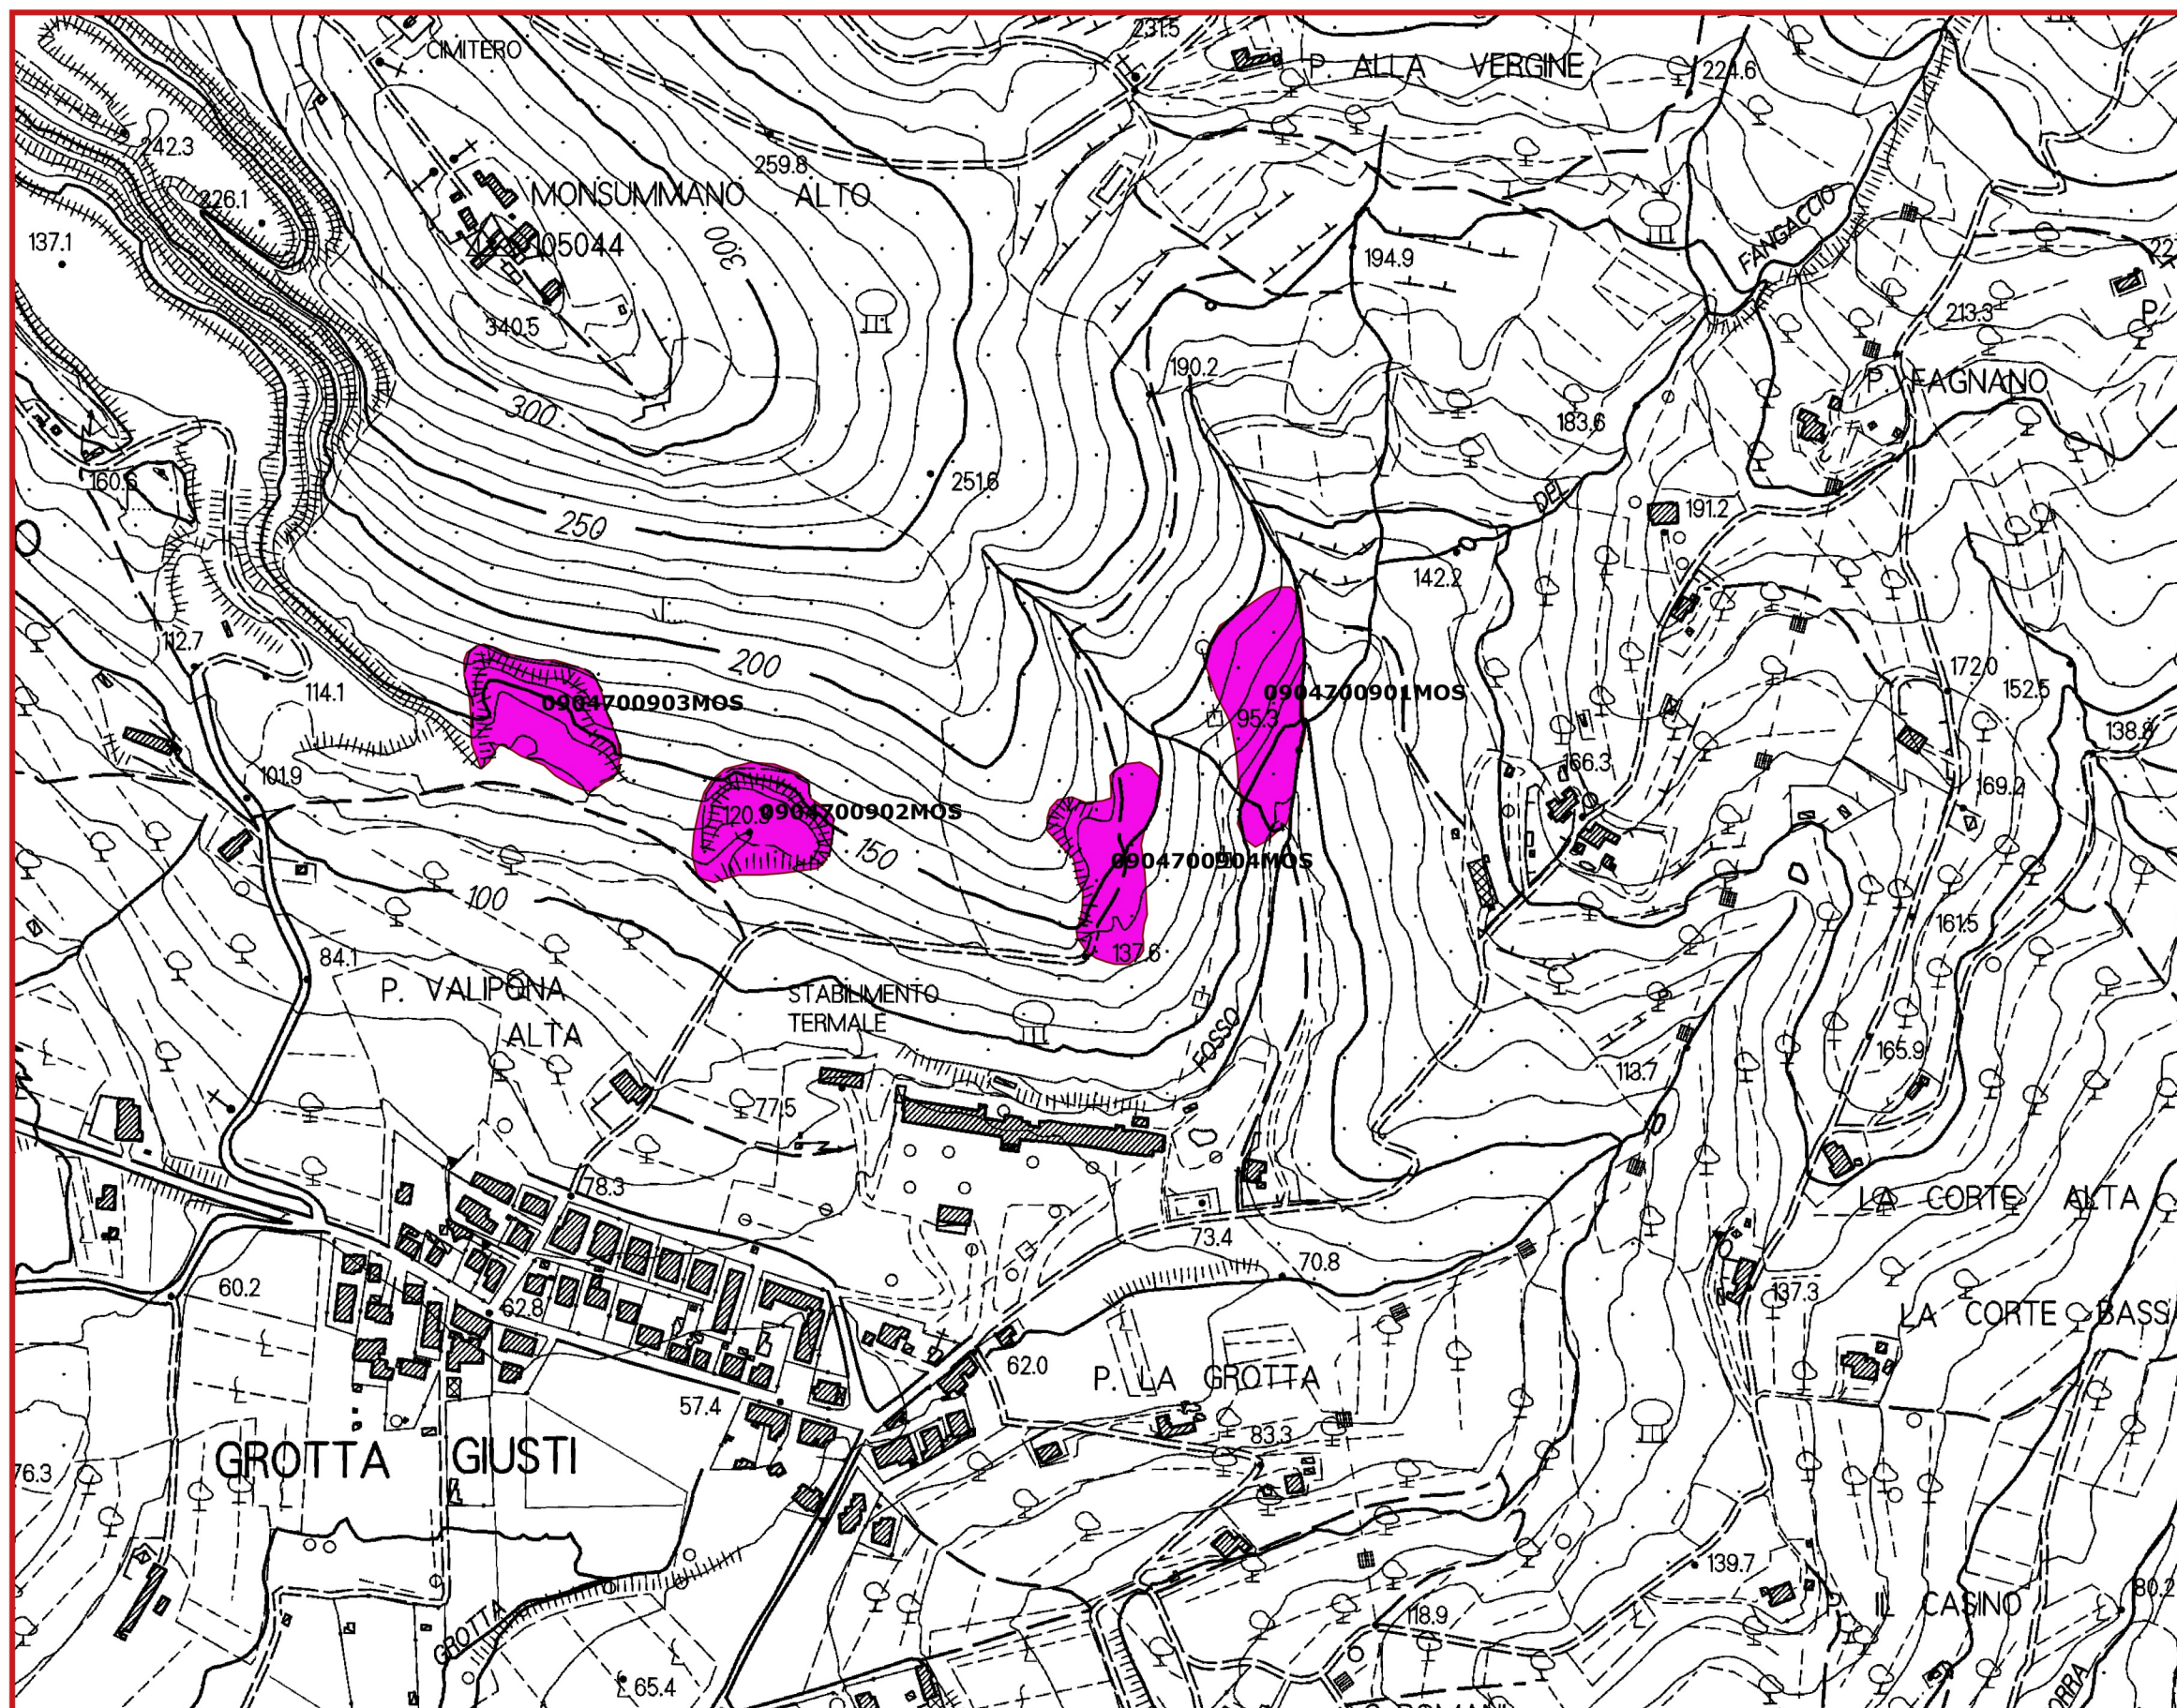 CIMITERO
231.5
P. ALLA VERGINE
224.6
242.3
259.8
226.1
MONSUMMANO ALTO
137.1
105044
300
194.9
FANGACCIO
340.5
213.3
P.
190.2
300
P. FAGNANO
183.6
160.6
251.6
DEL
191.2
250
142.2
112.7
200
172.0
114.1
152.5
0904700903MOS
0904700901MOS
95.3
138.8
101.9
166.3
169.2
120.3
0904700902MOS
150
0904700904MOS
100
161.5
84.1
137.6
P. VALIPONA
ALTA
STABILIMENTO
TERMALE
FOSSO
165.9
113.7
77.5
78.3
LA CORTE ALTA
73.4
70.8
60.2
62.8
137.3
LA CORTE BASS
62.0
P. LA GROTTA
57.4
83.3
GROTTA GIUSTI
76.3
139.7
80.2
118.9
P. IL CASINO
GROTTA
65.4